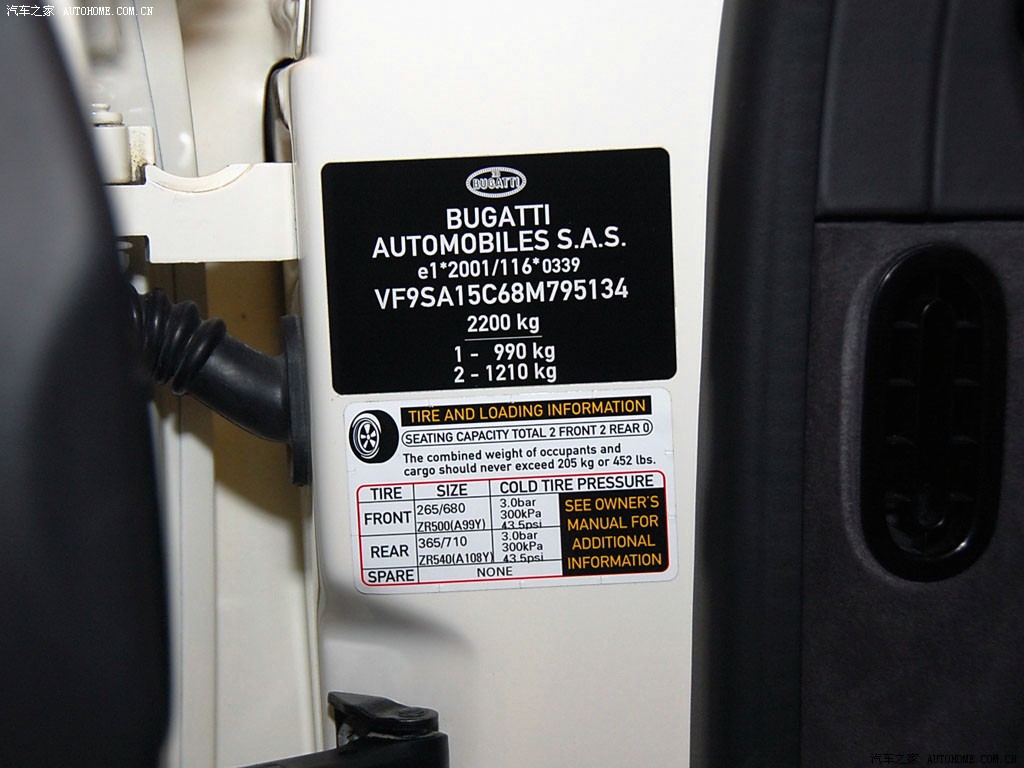 汽车之家 AUTOHOME.COM.CN
BUGATTI
BUGATTI
AUTOMOBILES S.A.S.
e1*2001/116*0339
VF9SA15C68M795134
2200 kg
1 - 990 kg
2 - 1210 kg
TIRE AND LOADING INFORMATION
SEATING CAPACITY TOTAL 2 FRONT 2 REAR 0
The combined weight of occupants and
cargo should never exceed 205 kg or 452 lbs.
TIRE SIZE COLD TIRE PRESSURE
FRONT 265/680 ZR500(A99Y) 3.0bar 300kPa 43.5psi
REAR 365/710 ZR540(A108Y) 3.0bar 300kPa 43.5psi
SPARE NONE
SEE OWNER'S
MANUAL FOR
ADDITIONAL
INFORMATION
汽车之家 AUTOHOME.COM.CN